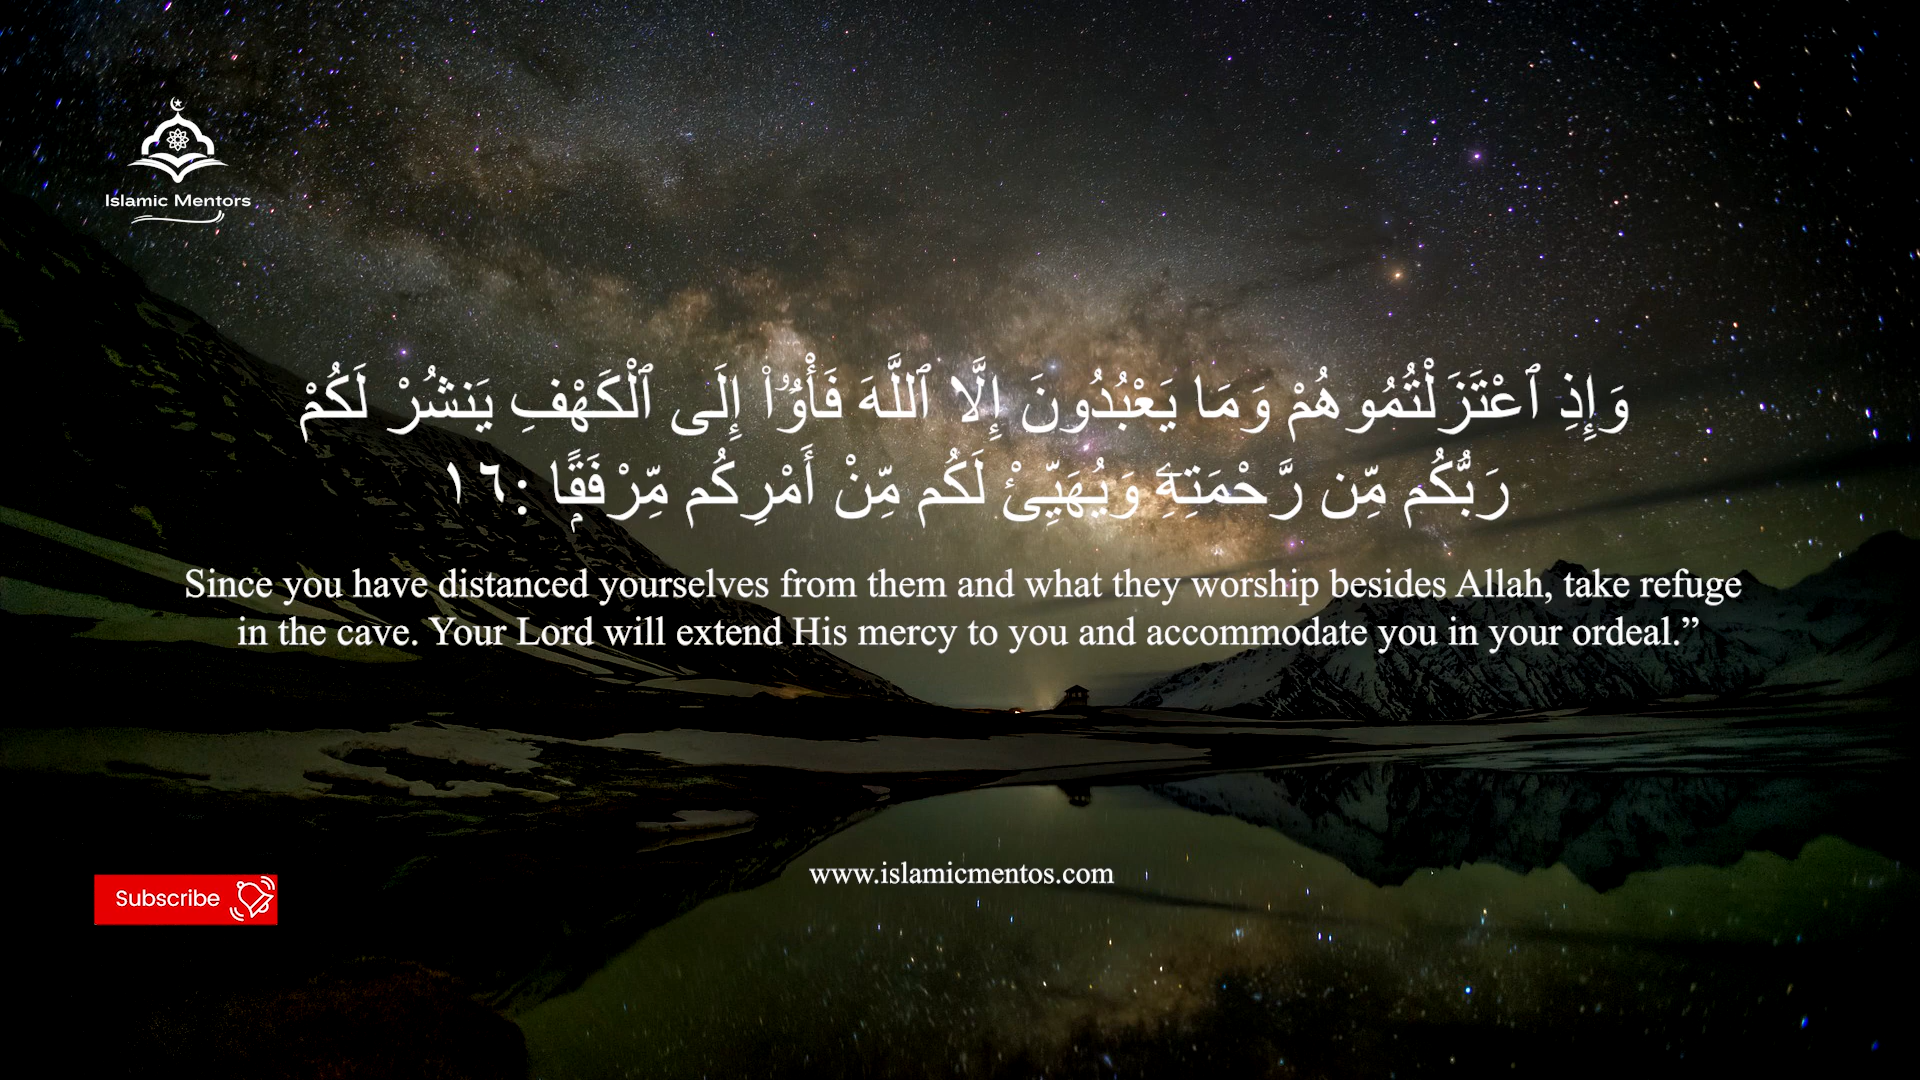 Islamic Mentors
وَإِذِ ٱعْتَزَلْتُمُوهُمْ وَمَا يَعْبُدُونَ إِلَّا ٱللَّهَ فَأْوُۥٓا۟ إِلَى ٱلْكَهْفِ يَنشُرْ لَكُمْ
رَبُّكُم مِّن رَّحْمَتِهِۦ وَيُهَيِّئْ لَكُم مِّنْ أَمْرِكُم مِّرْفَقًۭا :١٦
Since you have distanced yourselves from them and what they worship besides Allah, take refuge
in the cave. Your Lord will extend His mercy to you and accommodate you in your ordeal.”
www.islamicmentos.com
Subscribe